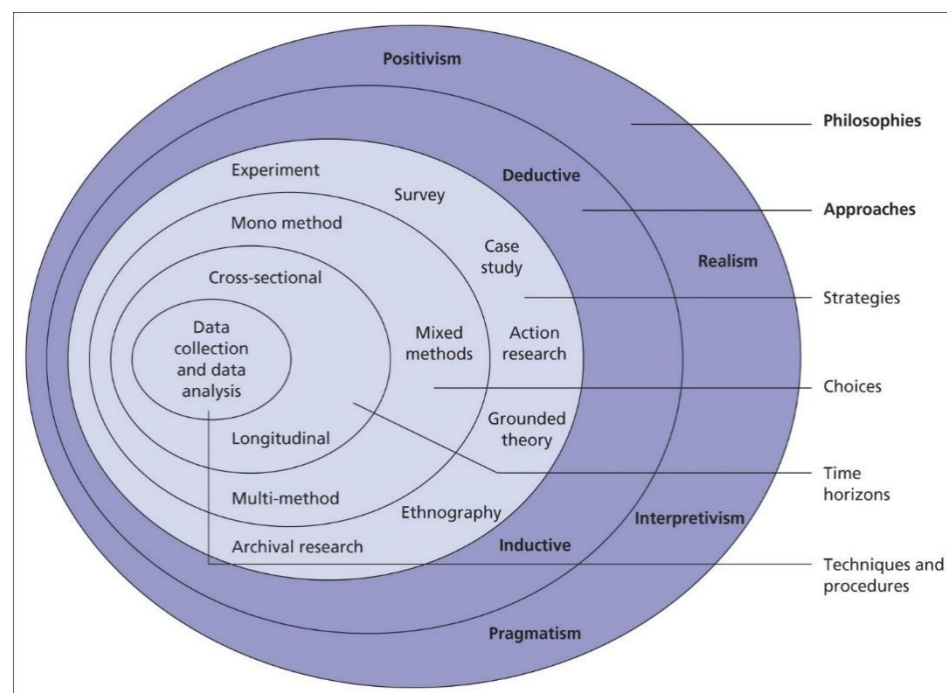 Positivism
Philosophies
Experiment
Deductive
Survey
Approaches
Mono method
Case
study
Realism
Cross-sectional
Strategies
Data
collection
and data
analysis
Mixed
methods
Action
research
Choices
Grounded
theory
Longitudinal
Time
horizons
Multi-method
Ethnography
Interpretivism
Archival research
Inductive
Techniques and
procedures
Pragmatism